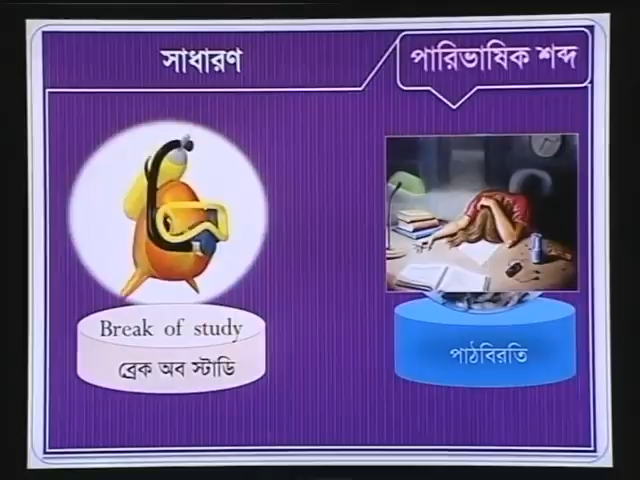 সাধারণ
পারিভাষিক শব্দ
Break of study
ব্রেক অব স্টাডি
পাঠবিরতি